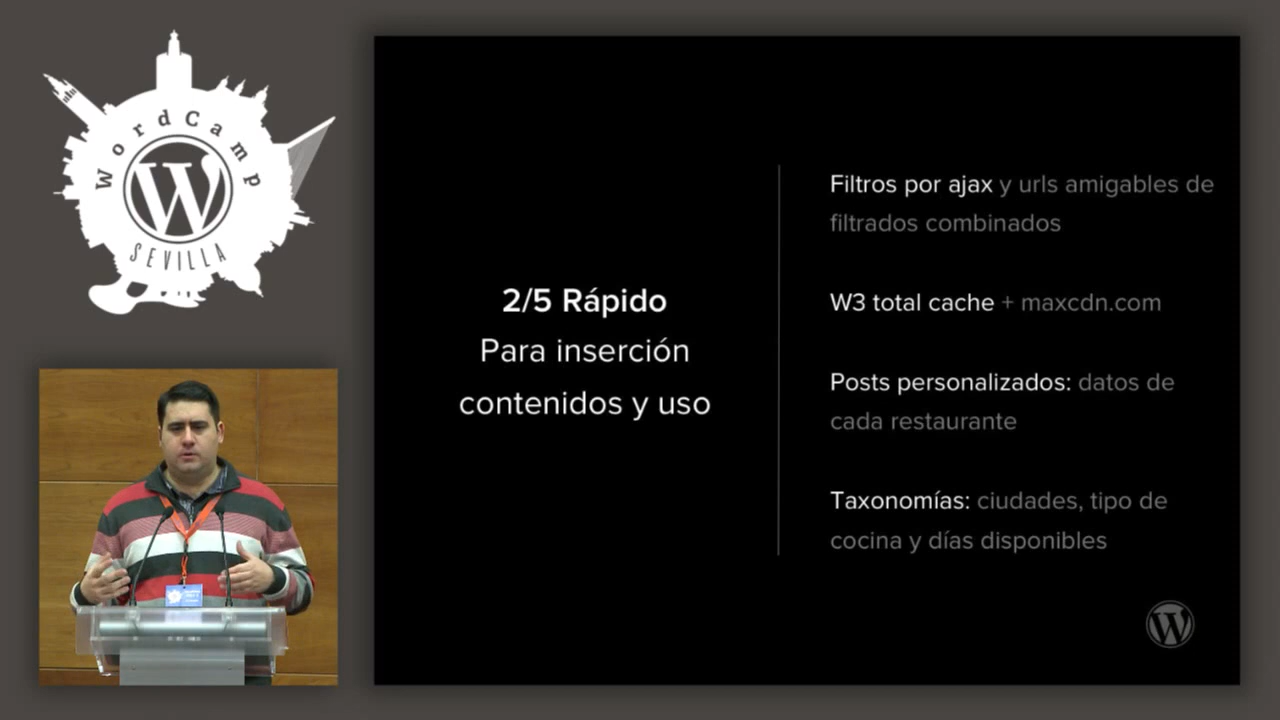 WordCamp
SEVILLA
2/5 Rápido
Para inserción
contenidos y uso
Filtros por ajax y urls amigables de
filtrados combinados
W3 total cache + maxcdn.com
Posts personalizados: datos de
cada restaurante
Taxonomías: ciudades, tipo de
cocina y días disponibles